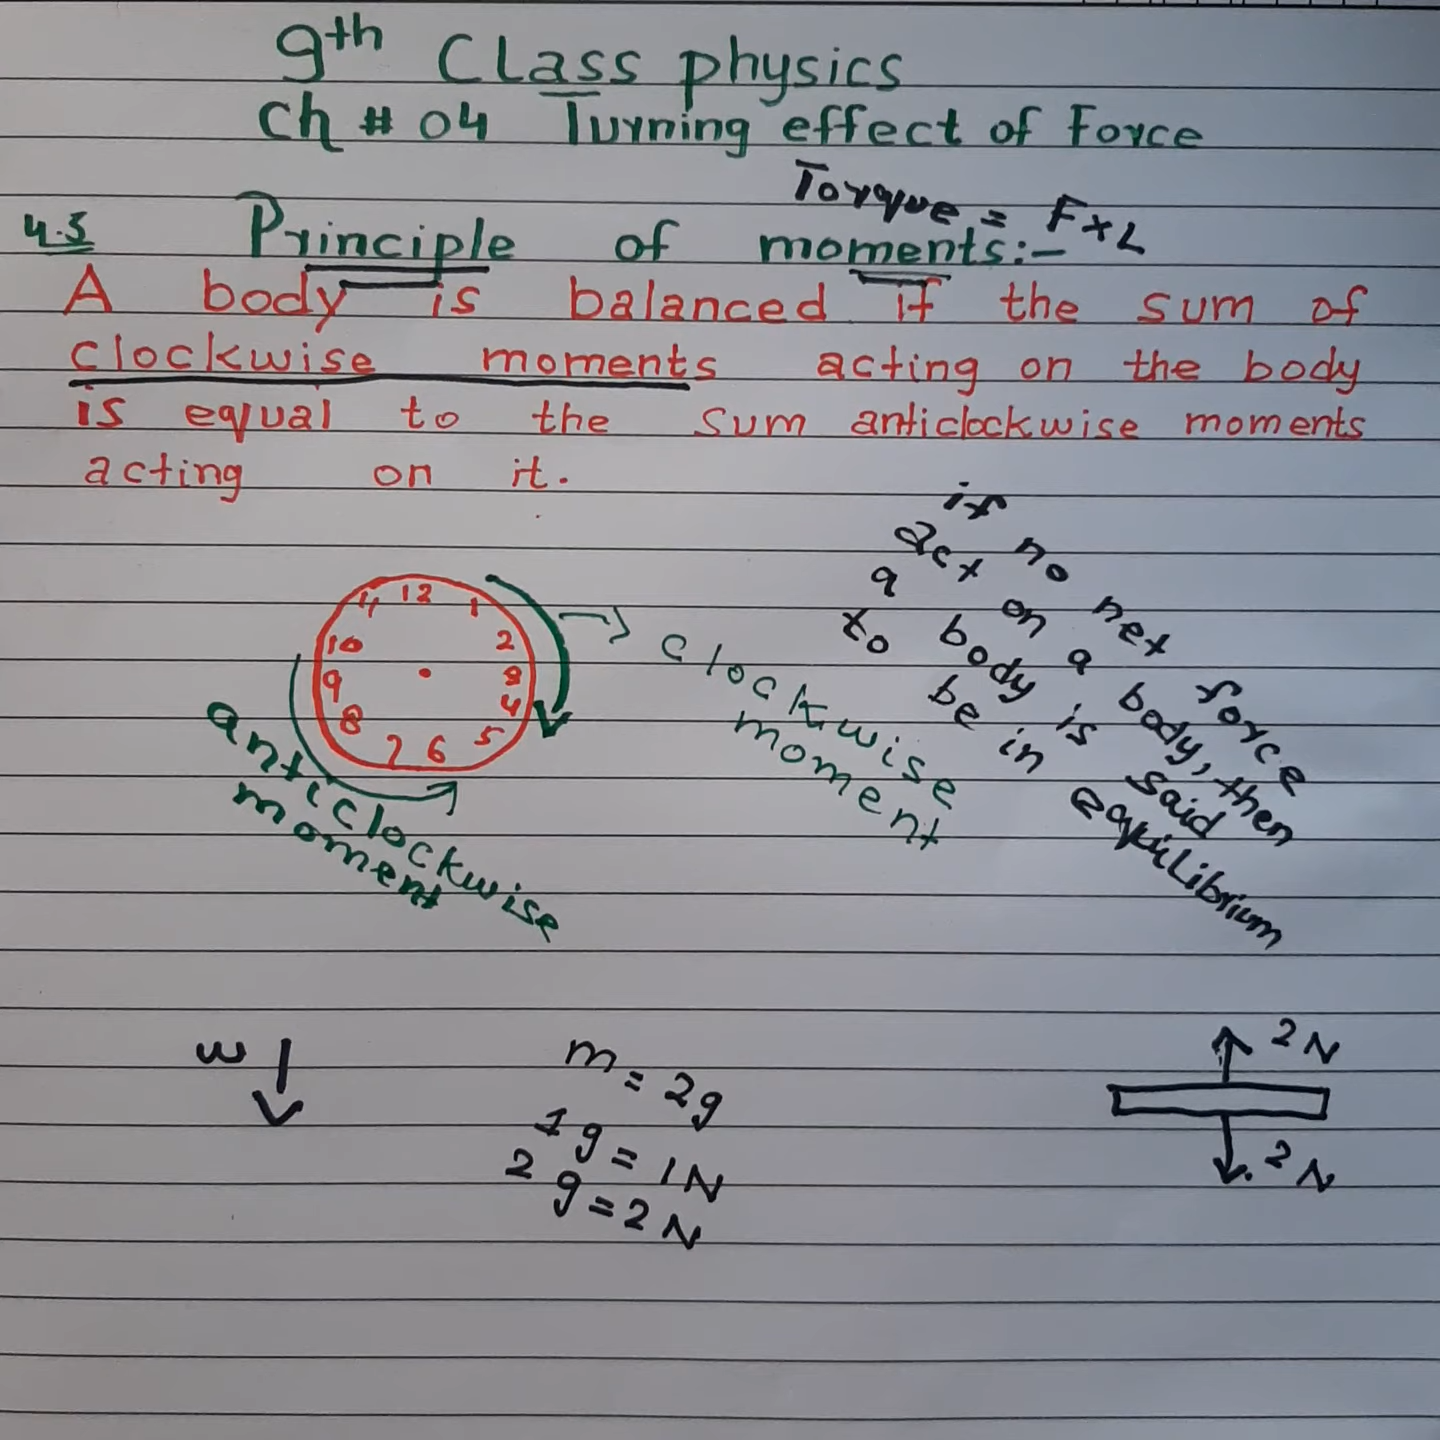 9th Class physics
Ch # 04 Turning effect of Force
Torque = F×L
4.5 Principle of moments:-
A body is balanced if the sum of
clockwise moments acting on the body
is equal to the sum anticlockwise moments
acting on it.
if no net force
act on a body, then
a body is said
to be in equilibrium
11 12 1
10 2
9 3
8 4
7 6 5
clockwise
moment
anticlockwise
moment
w
m = 2g
1g = 1N
2g = 2N
2N
2N